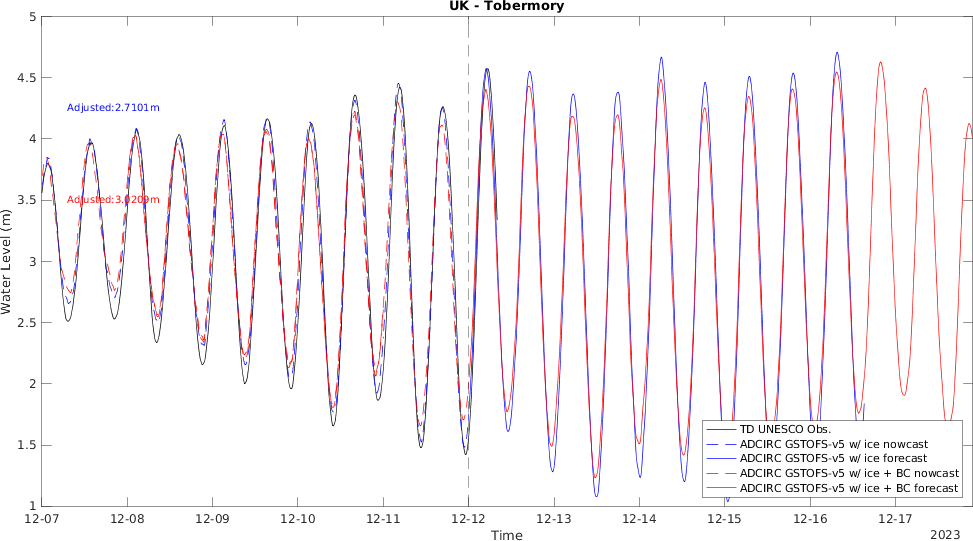 UK - Tobermory
5
4.5
4
3.5
3
2.5
2
1.5
1
Water Level (m)
Adjusted:2.7101m
Adjusted:3.0209m
TD UNESCO Obs.
ADCIRC GSTOFS-v5 w/ ice nowcast
ADCIRC GSTOFS-v5 w/ ice forecast
ADCIRC GSTOFS-v5 w/ ice + BC nowcast
ADCIRC GSTOFS-v5 w/ ice + BC forecast
12-07 12-08 12-09 12-10 12-11 12-12 12-13 12-14 12-15 12-16 12-17
Time
2023